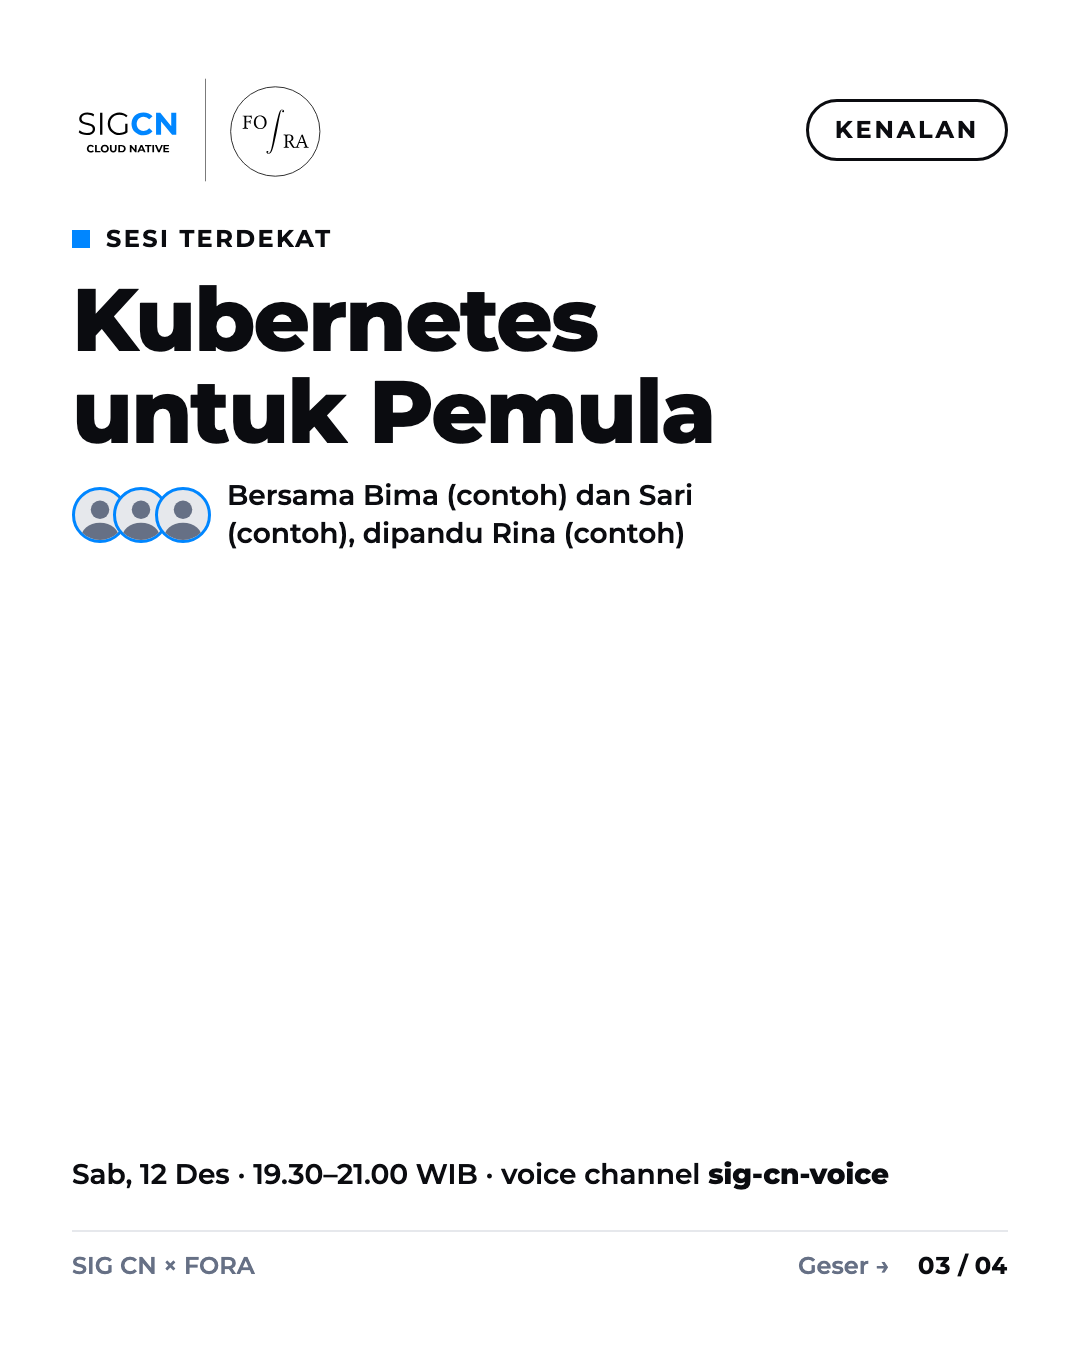 SIGCN
CLOUD NATIVE
FO RA
KENALAN
SESI TERDEKAT
Kubernetes
untuk Pemula
Bersama Bima (contoh) dan Sari
(contoh), dipandu Rina (contoh)
Sab, 12 Des · 19.30–21.00 WIB · voice channel sig-cn-voice
SIG CN × FORA
Geser → 03 / 04